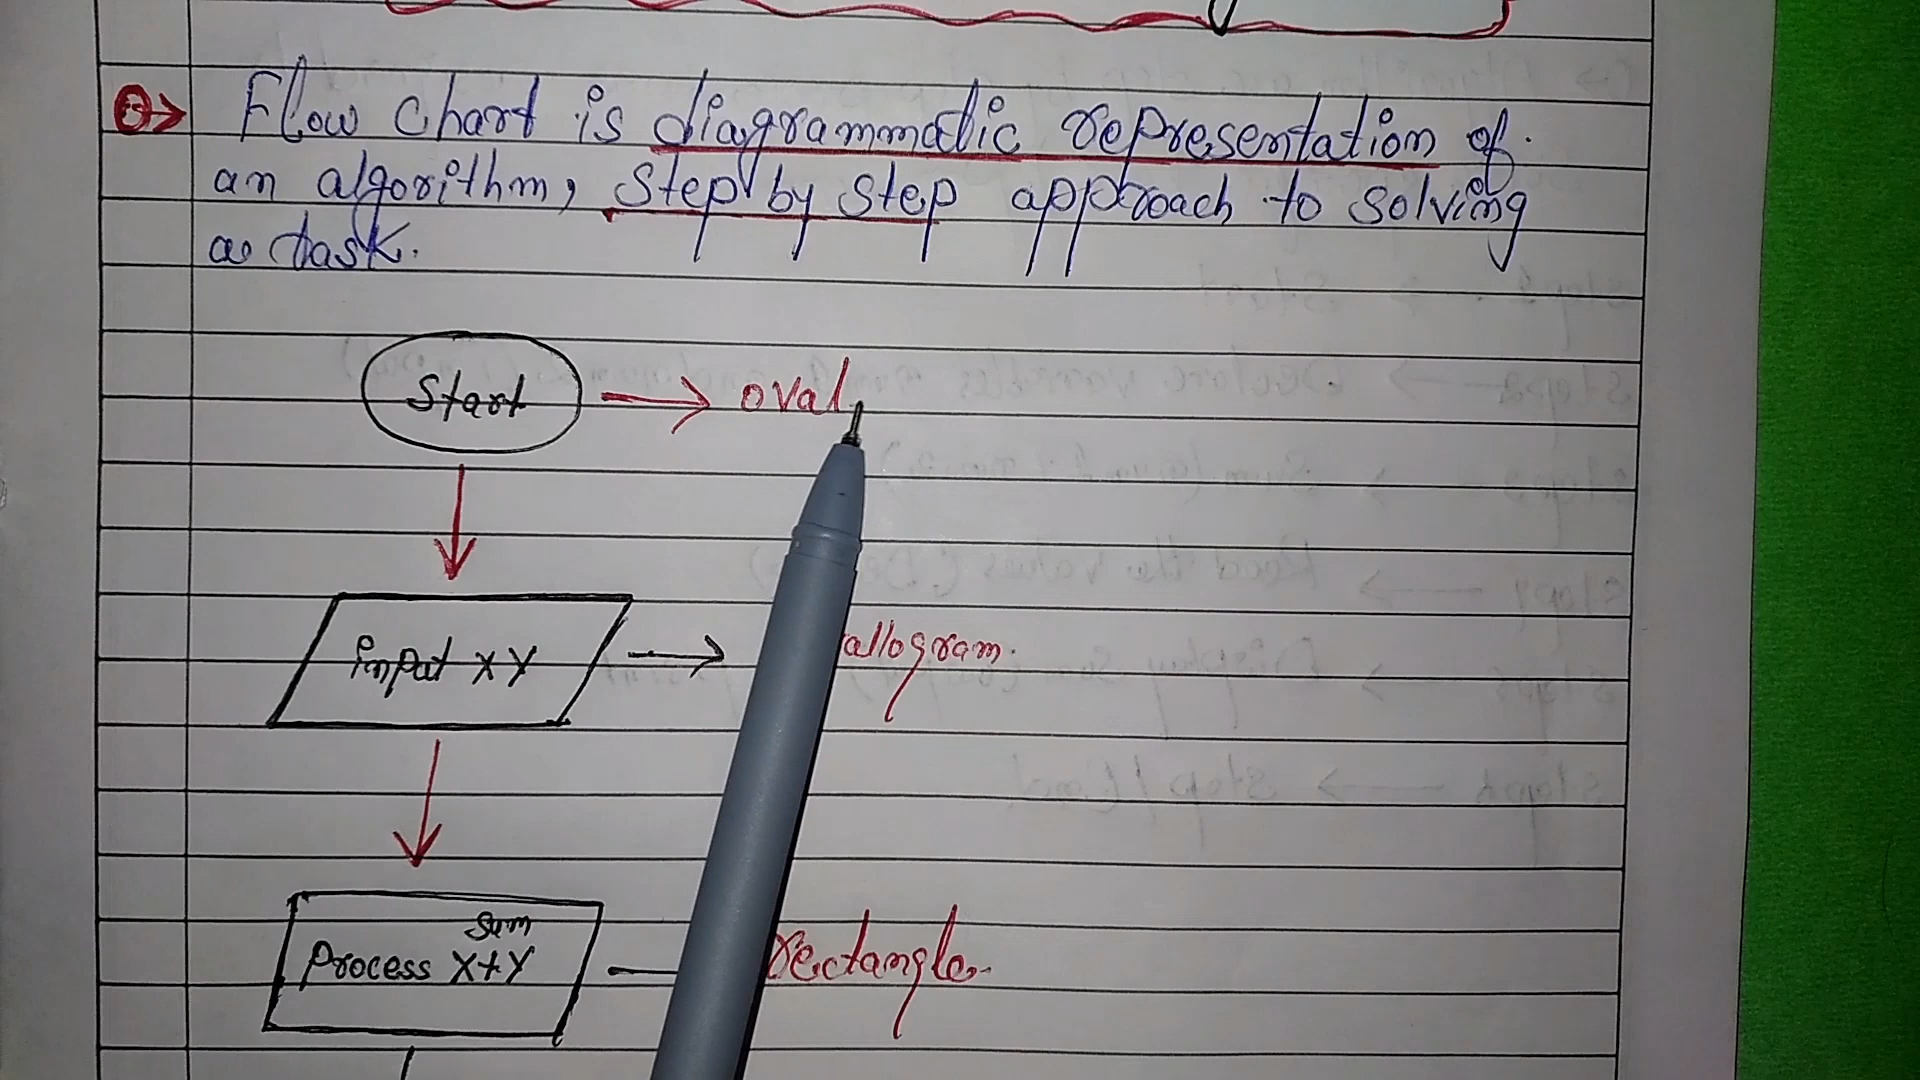 Flow chart is diagrammatic representation of
an algorithm, Step by step approach to solving
a task.
Start → oval
input X Y → allogram.
Sum
Process X+Y rectangle